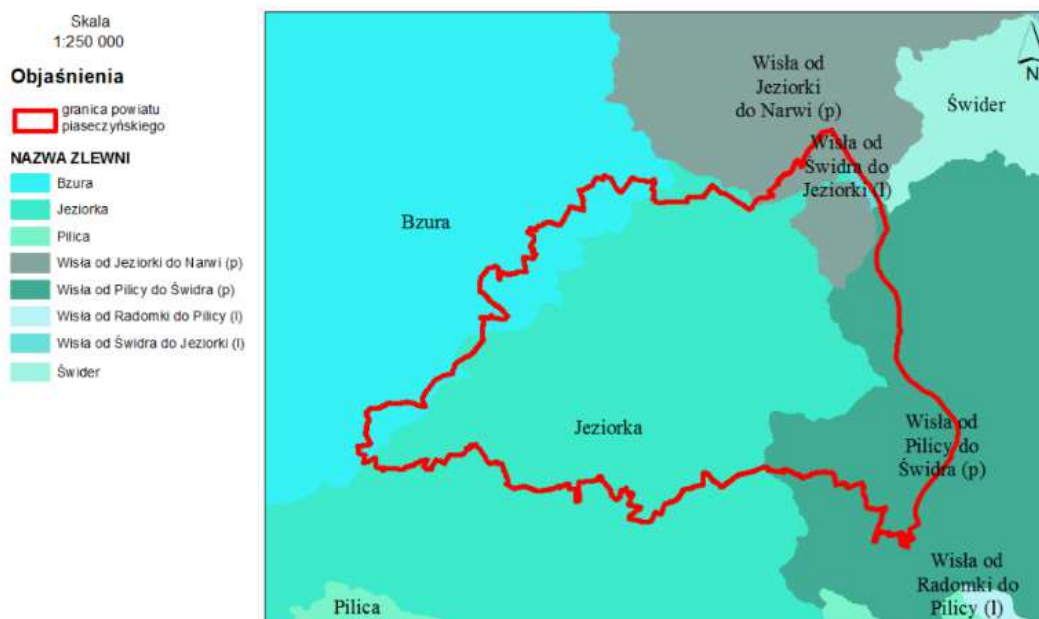 Skala
1:250 000
Objaśnienia
granica powiatu
piaseczyńskiego
NAZWA ZLEWNI
Bzura
Jeziorka
Pilica
Wisła od Jeziorki do Narwi (p)
Wisła od Pilicy do Świdra (p)
Wisła od Radomki do Pilicy (l)
Wisła od Świdra do Jeziorki (l)
Świder
Wisła od
Jeziorki
do Narwi (p)
N
Świder
Wisła od
Świdra do
Jeziorki (l)
Bzura
Jeziorka
Wisła od
Pilicy do
Świdra (p)
Wisła od
Radomki do
Pilicy (l)
Pilica